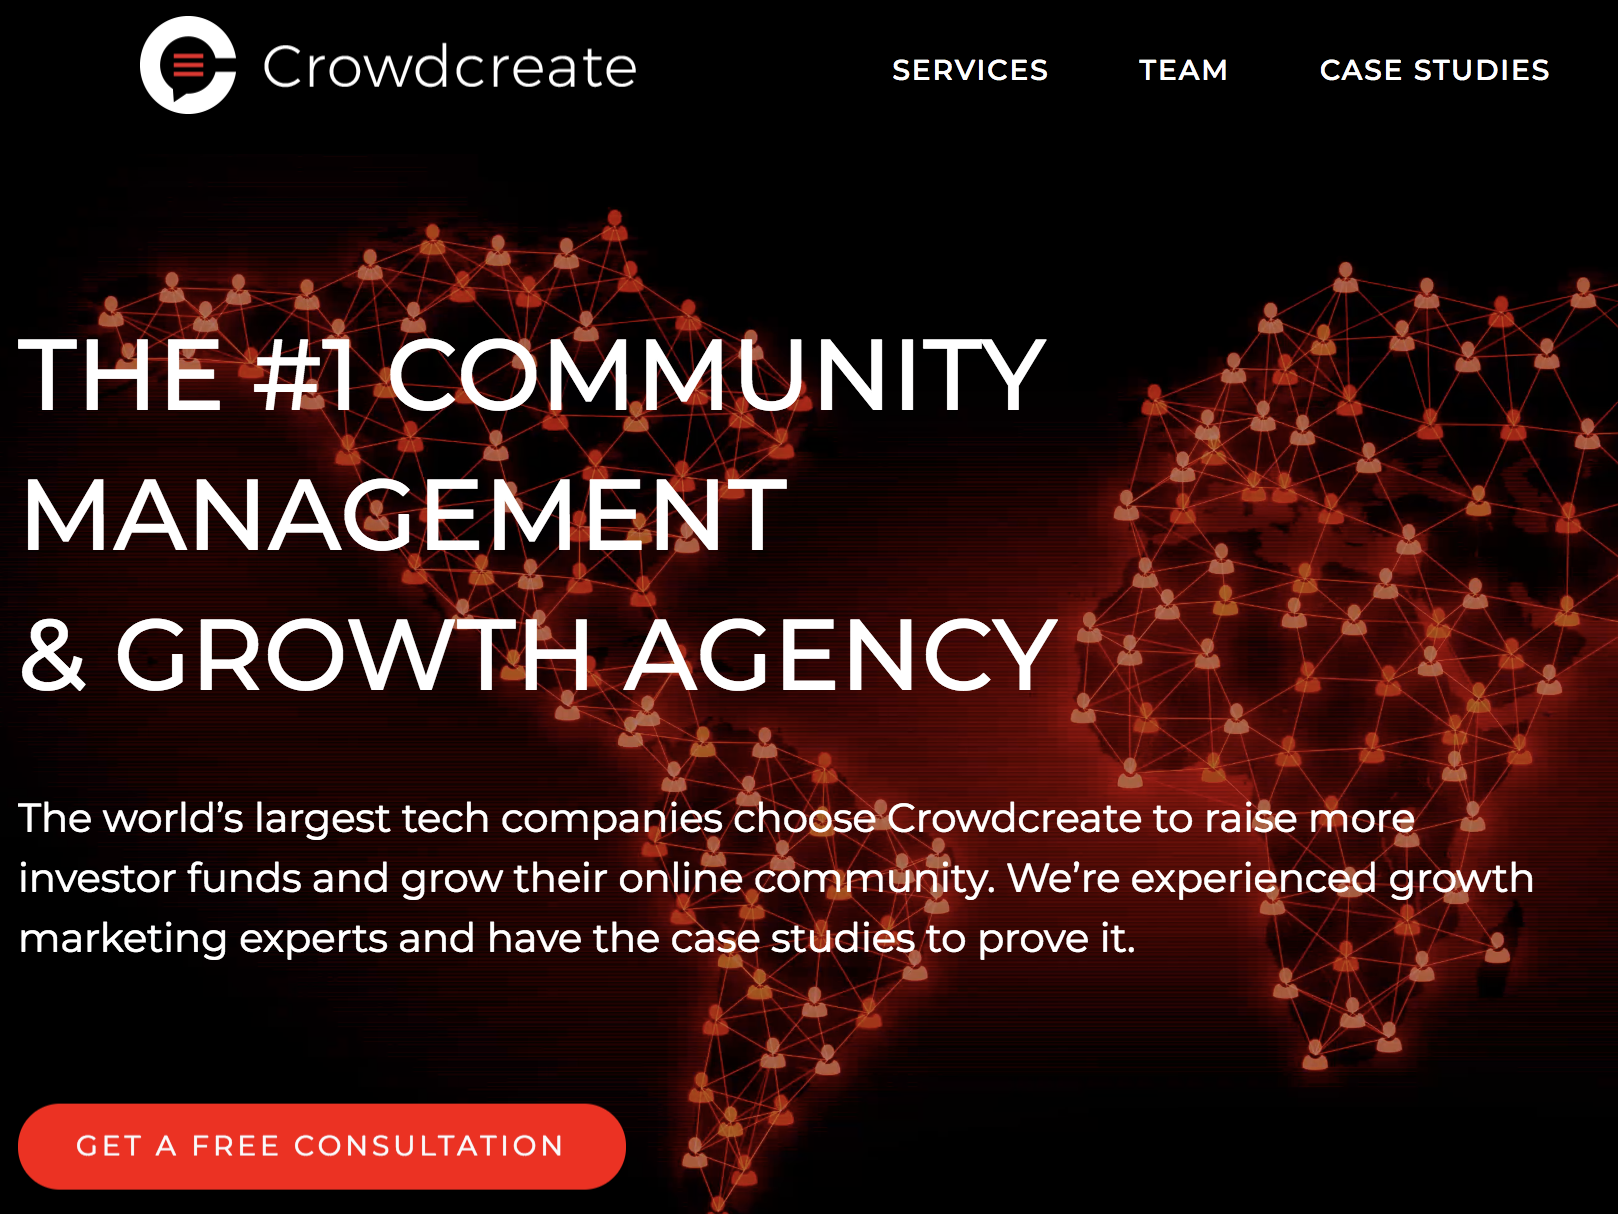 Crowdcreate
SERVICES TEAM CASE STUDIES
THE #1 COMMUNITY
MANAGEMENT
& GROWTH AGENCY
The world’s largest tech companies choose Crowdcreate to raise more
investor funds and grow their online community. We’re experienced growth
marketing experts and have the case studies to prove it.
GET A FREE CONSULTATION